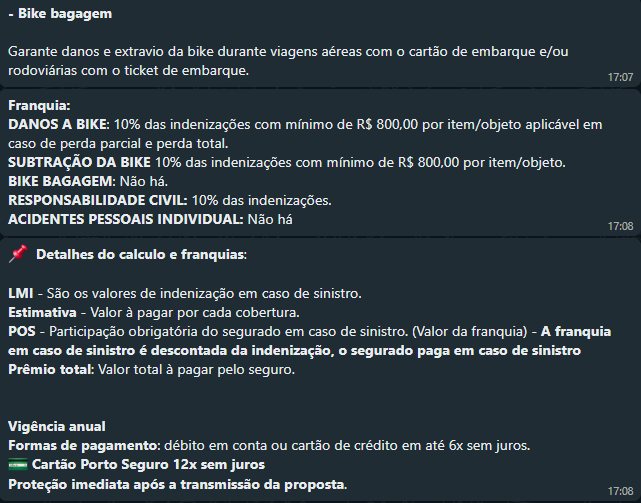 - Bike bagagem
Garante danos e extravio da bike durante viagens aéreas com o cartão de embarque e/ou
rodoviárias com o ticket de embarque.
17:07
Franquia:
DANOS A BIKE: 10% das indenizações com mínimo de R$ 800,00 por item/objeto aplicável em
caso de perda parcial e perda total.
SUBTRAÇÃO DA BIKE 10% das indenizações com mínimo de R$ 800,00 por item/objeto.
BIKE BAGAGEM: Não há.
RESPONSABILIDADE CIVIL: 10% das indenizações.
ACIDENTES PESSOAIS INDIVIDUAL: Não há
17:08
Detalhes do calculo e franquias:
LMI - São os valores de indenização em caso de sinistro.
Estimativa - Valor à pagar por cada cobertura.
POS - Participação obrigatória do segurado em caso de sinistro. (Valor da franquia) - A franquia
em caso de sinistro é descontada da indenização, o segurado paga em caso de sinistro
Prêmio total: Valor total à pagar pelo seguro.
Vigência anual
Formas de pagamento: débito em conta ou cartão de crédito em até 6x sem juros.
Cartão Porto Seguro 12x sem juros
Proteção imediata após a transmissão da proposta.
17:08